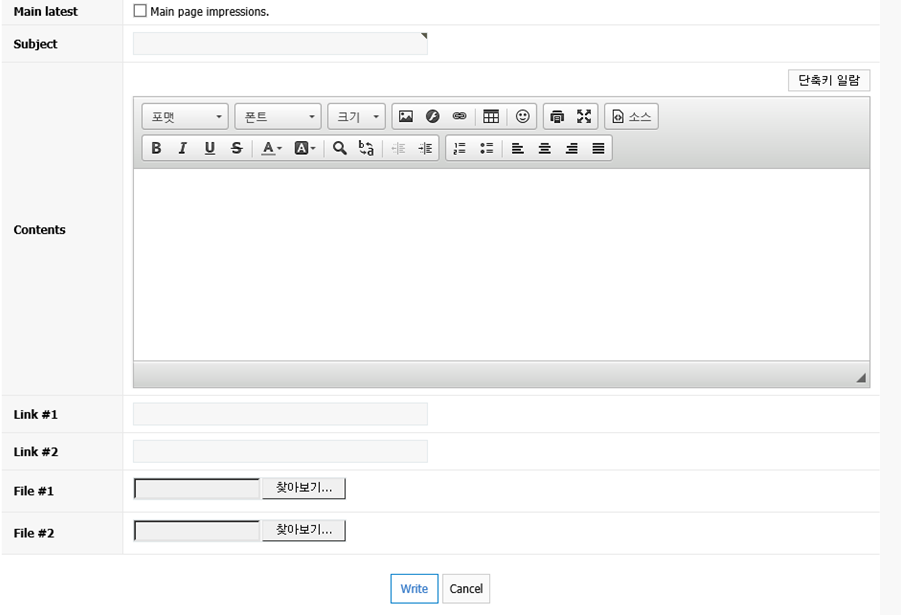 Main latest
Main page impressions.
Subject
단축키 일람
Contents
포맷 폰트 크기 소스
B I U S A A
Link #1
Link #2
File #1 찾아보기...
File #2 찾아보기...
Write Cancel